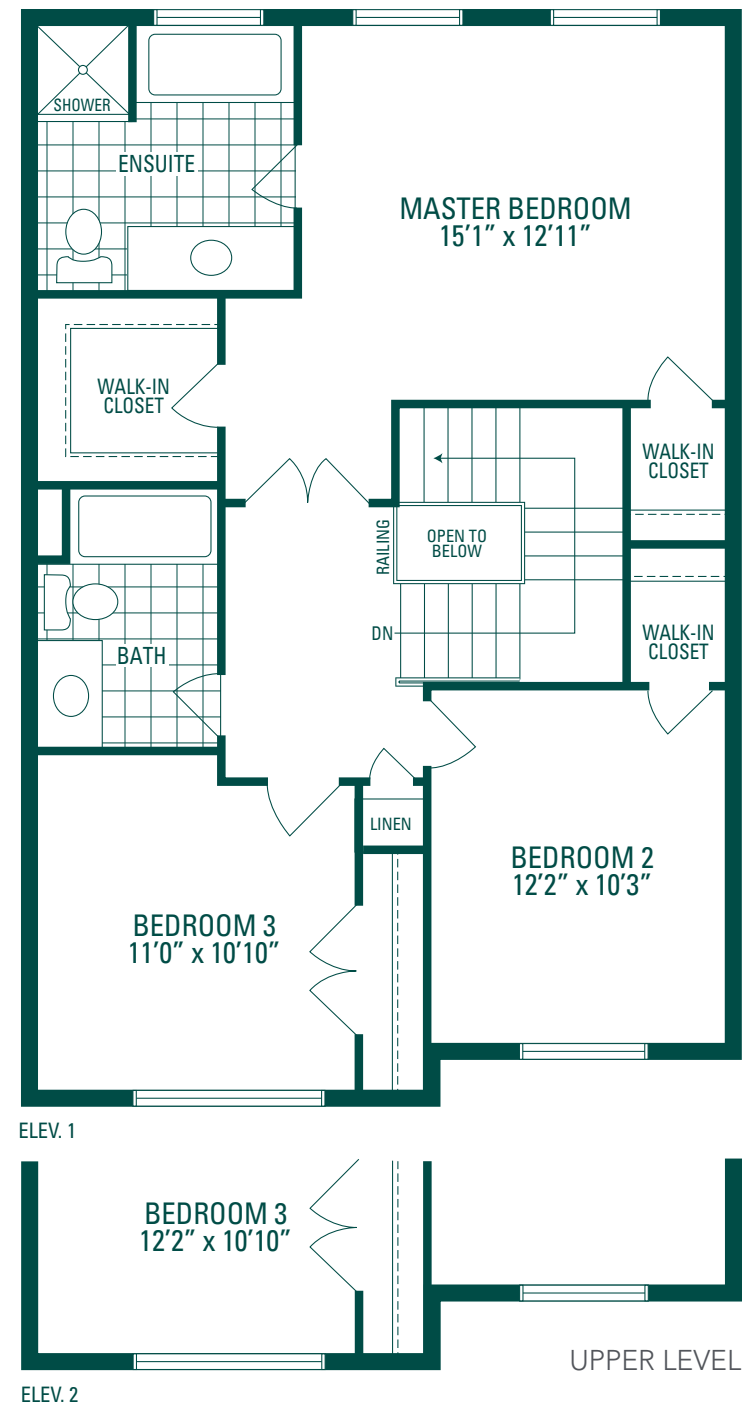 SHOWER
ENSUITE
MASTER BEDROOM
15’1” x 12’11”
WALK-IN
CLOSET
WALK-IN
CLOSET
RAILING
OPEN TO
BELOW
DN
WALK-IN
CLOSET
BATH
LINEN
BEDROOM 2
12’2” x 10’3”
BEDROOM 3
11’0” x 10’10”
ELEV. 1
BEDROOM 3
12’2” x 10’10”
UPPER LEVEL
ELEV. 2